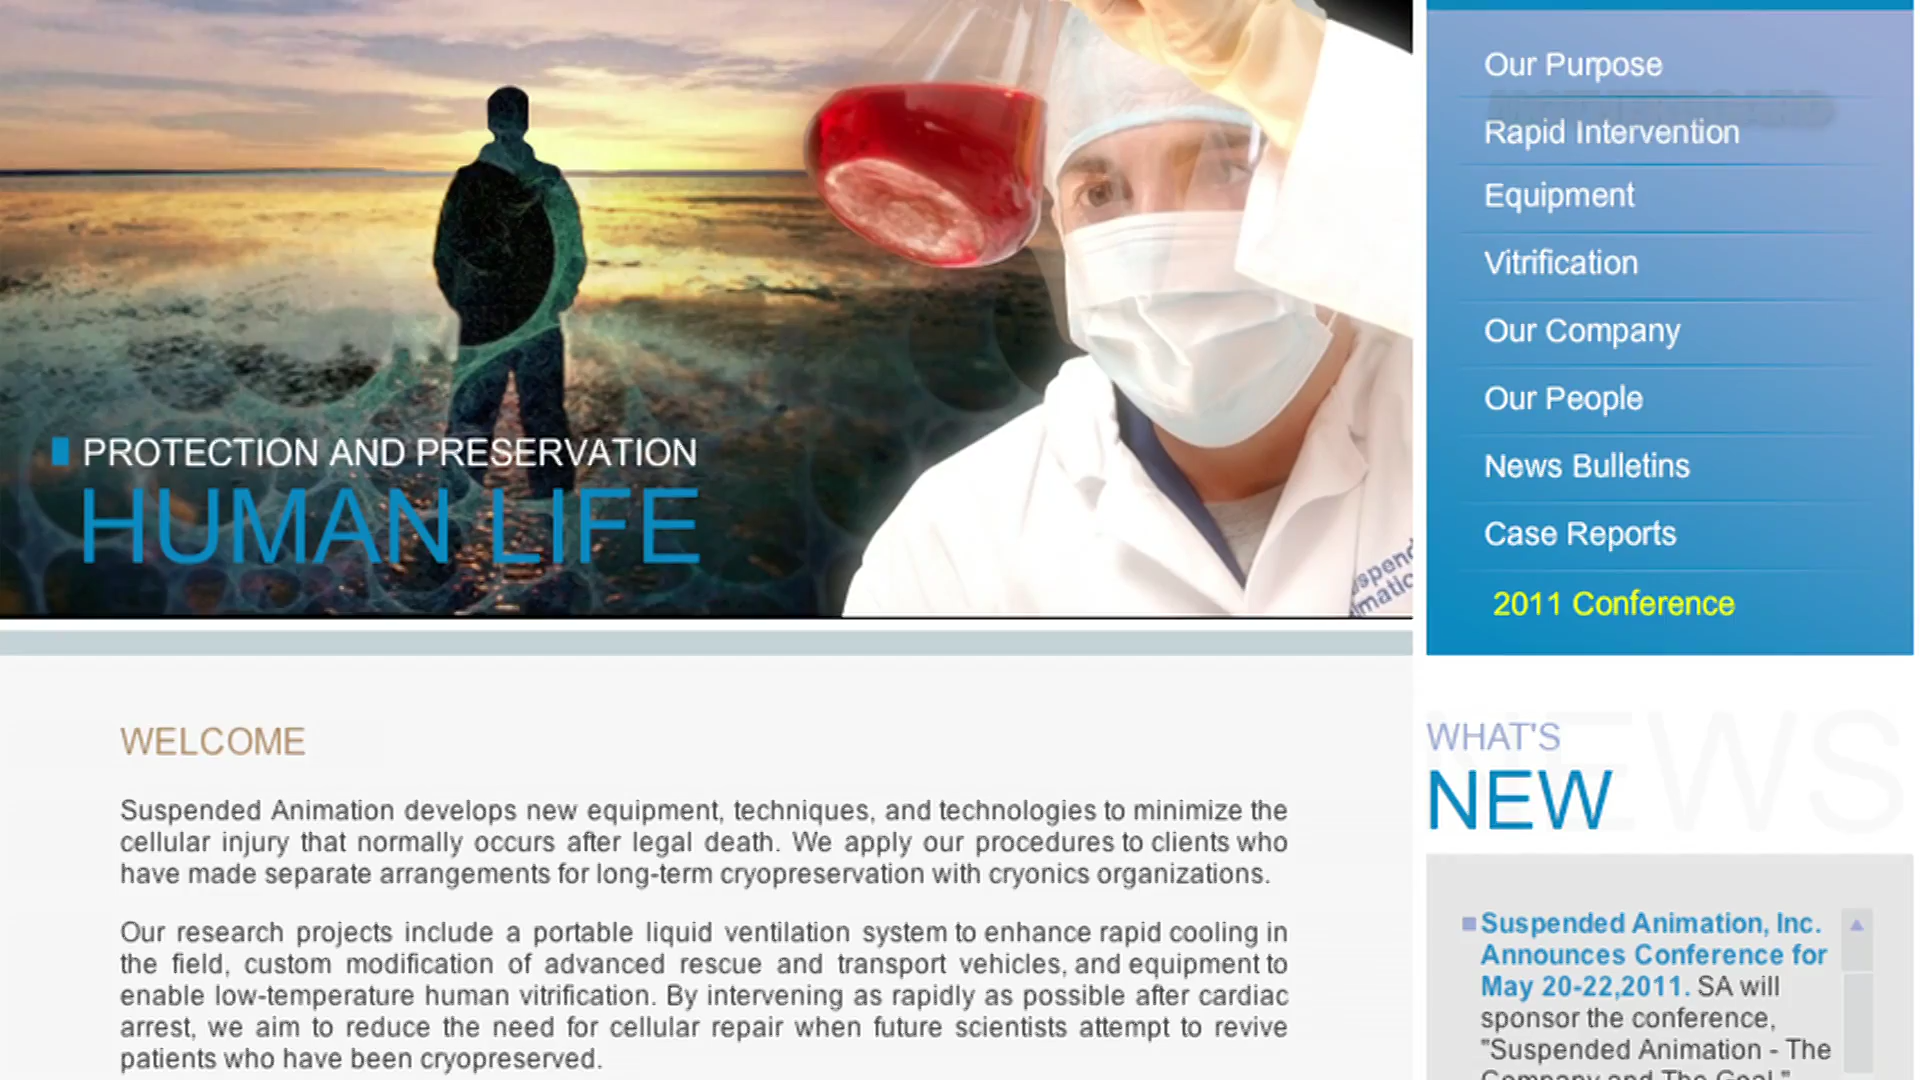 PROTECTION AND PRESERVATION
HUMAN LIFE
Our Purpose
Rapid Intervention
Equipment
Vitrification
Our Company
Our People
News Bulletins
Case Reports
2011 Conference
WELCOME
Suspended Animation develops new equipment, techniques, and technologies to minimize the
cellular injury that normally occurs after legal death. We apply our procedures to clients who
have made separate arrangements for long-term cryopreservation with cryonics organizations.
Our research projects include a portable liquid ventilation system to enhance rapid cooling in
the field, custom modification of advanced rescue and transport vehicles, and equipment to
enable low-temperature human vitrification. By intervening as rapidly as possible after cardiac
arrest, we aim to reduce the need for cellular repair when future scientists attempt to revive
patients who have been cryopreserved.
NEWS
WHAT'S
NEW
Suspended Animation, Inc.
Announces Conference for
May 20-22,2011. SA will
sponsor the conference,
"Suspended Animation - The
Company and The Goal,"